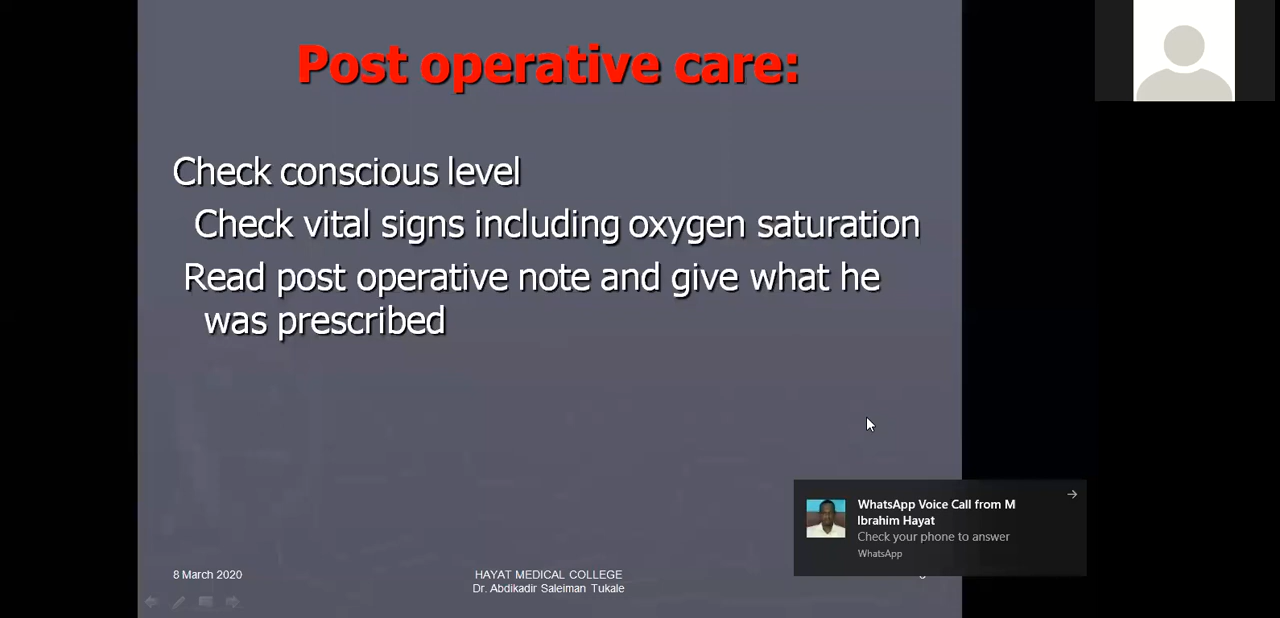 Post operative care:
Check conscious level
Check vital signs including oxygen saturation
Read post operative note and give what he
was prescribed
WhatsApp Voice Call from M
Ibrahim Hayat
Check your phone to answer
WhatsApp
8 March 2020
HAYAT MEDICAL COLLEGE
Dr. Abdikadir Saleiman Tukale